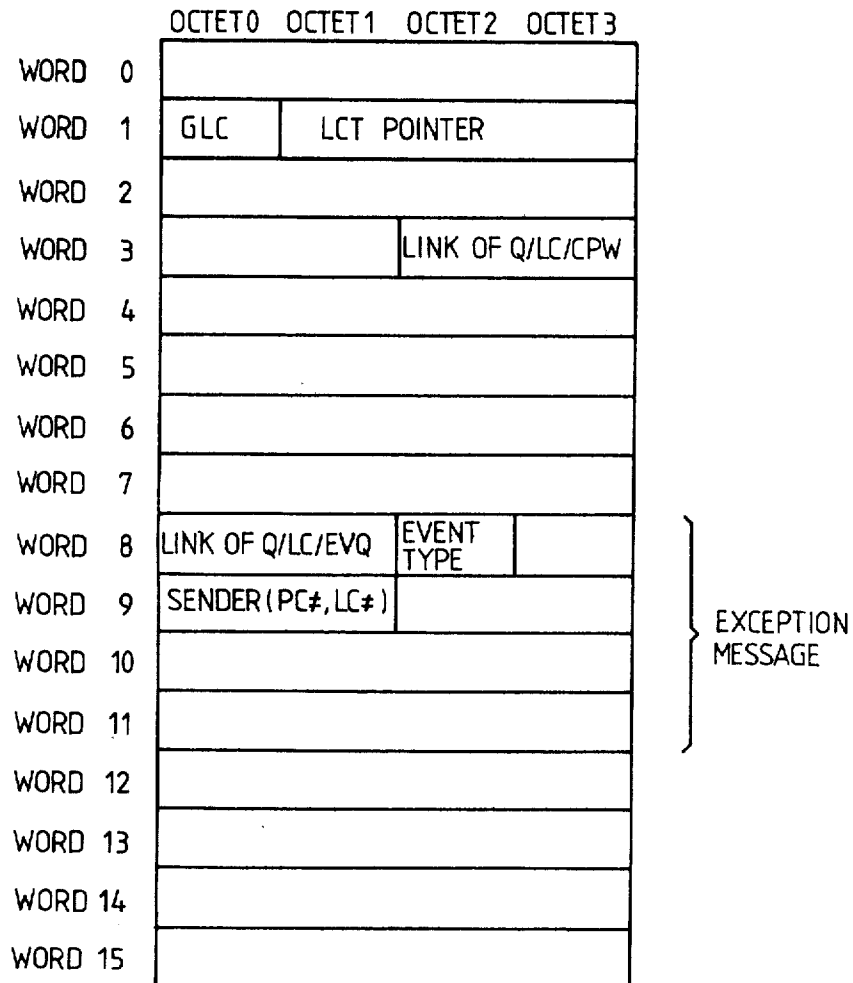 OCTET0 OCTET1 OCTET2 OCTET3
WORD 0
WORD 1 GLC LCT POINTER
WORD 2
WORD 3 LINK OF Q/LC/CPW
WORD 4
WORD 5
WORD 6
WORD 7
WORD 8 LINK OF Q/LC/EVQ EVENT
TYPE
WORD 9 SENDER(PC≠,LC≠)
EXCEPTION
MESSAGE
WORD 10
WORD 11
WORD 12
WORD 13
WORD 14
WORD 15